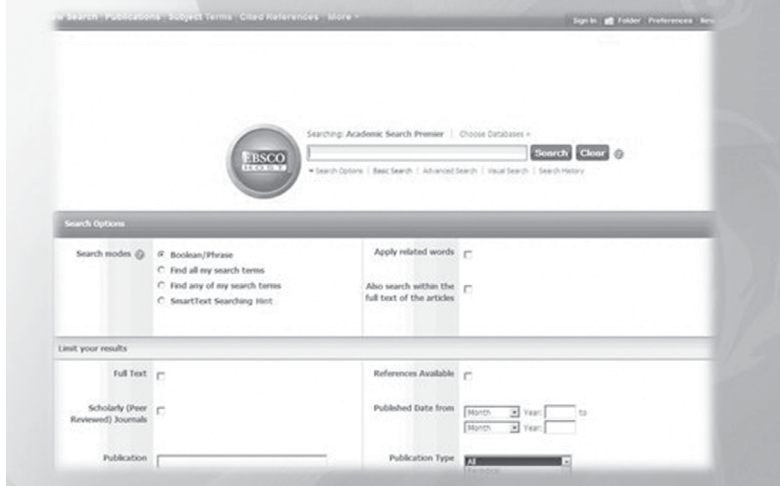 w Search Publications Subject Terms Cited References More
Sign In Folder Preferences New
Searching: Academic Search Premier | Choose Databases »
EBSCO
HOST
Search Clear
Search Options | Basic Search | Advanced Search | Visual Search | Search History
Search Options
Search modes
Boolean/Phrase
Find all my search terms
Find any of my search terms
SmartText Searching Hint
Apply related words
Also search within the
full text of the articles
Limit your results
Full Text
References Available
Scholarly (Peer
Reviewed) Journals
Published Date from Month Year: to
Month Year:
Publication
Publication Type All